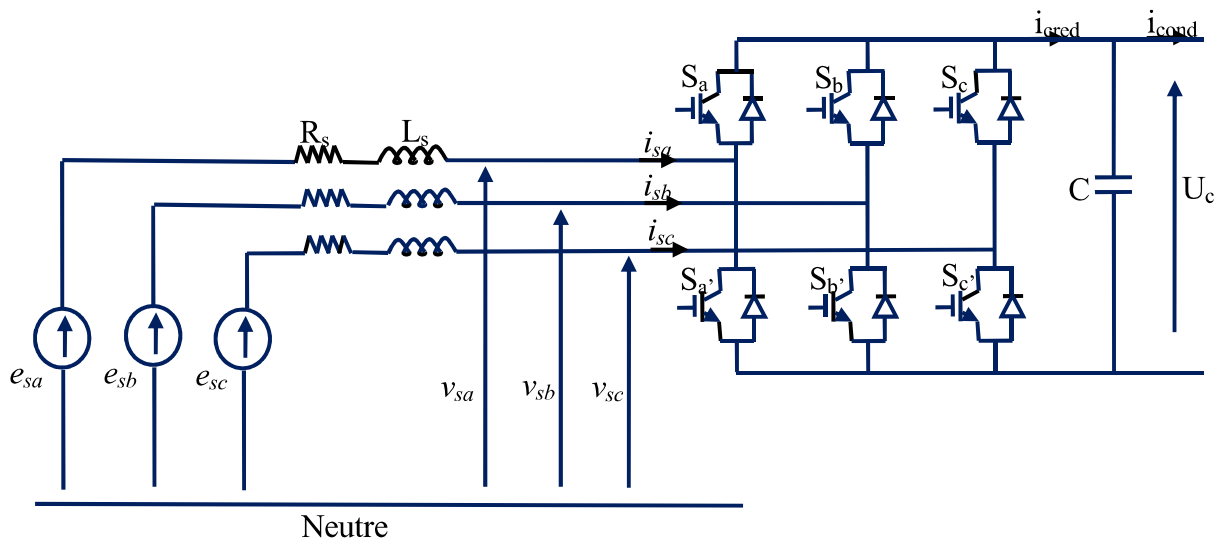 i_cred i_cond
S_a S_b S_c
R_s L_s
i_sa
i_sb
i_sc
C U_c
S_a' S_b' S_c'
e_sa e_sb e_sc
v_sa v_sb v_sc
Neutre